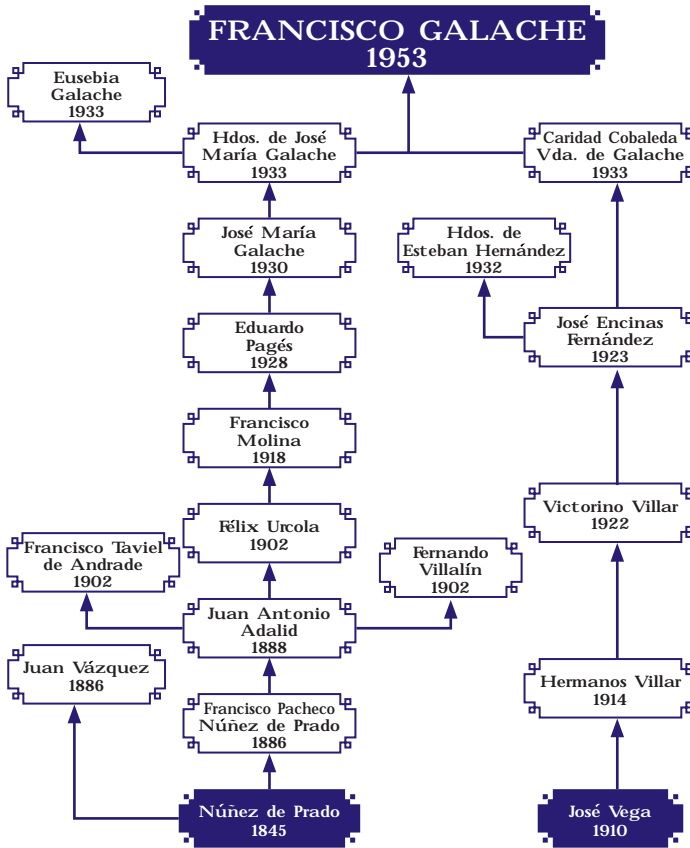 FRANCISCO GALACHE
1953
Eusebia
Galache
1933
Hdos. de José
María Galache
1933
Caridad Cobaleda
Vda. de Galache
1933
José María
Galache
1930
Hdos. de
Esteban Hernández
1932
Eduardo
Pagés
1928
José Encinas
Fernández
1923
Francisco
Molina
1918
Félix Urcola
1902
Victorino Villar
1922
Francisco Taviel
de Andrade
1902
Fernando
Villalín
1902
Juan Antonio
Adalid
1888
Juan Vázquez
1886
Hermanos Villar
1914
Francisco Pacheco
Núñez de Prado
1886
Núñez de Prado
1845
José Vega
1910